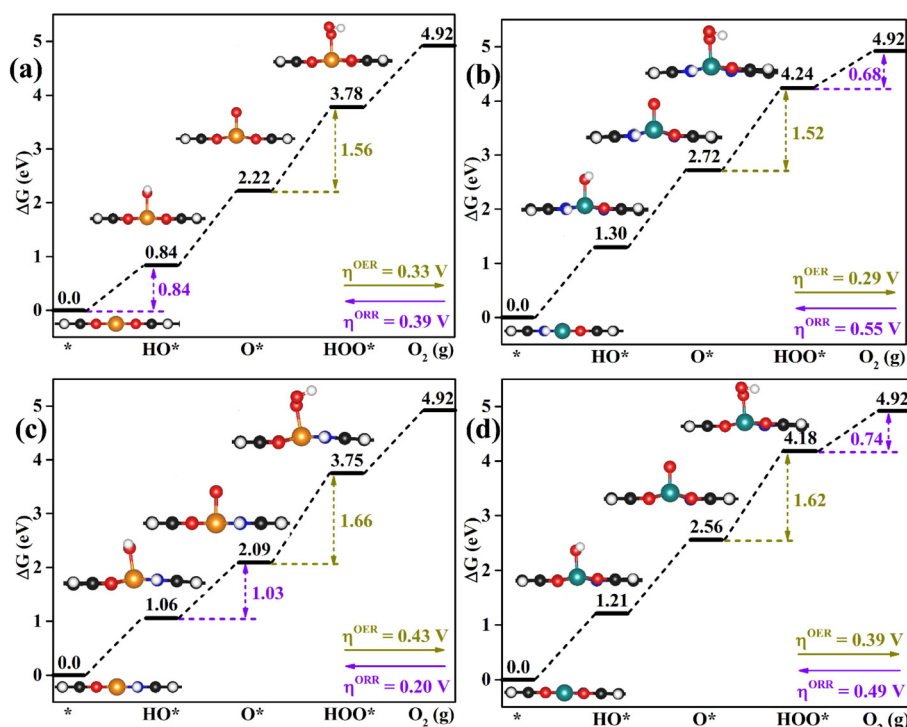 (a)
ΔG (eV)
5
4
3
2
1
0
0.0
0.84
2.22
3.78
4.92
0.84
1.56
η^OER = 0.33 V
η^ORR = 0.39 V
* HO* O* HOO* O₂ (g)
(b)
ΔG (eV)
5
4
3
2
1
0
0.0
1.30
2.72
4.24
4.92
1.52
0.68
η^OER = 0.29 V
η^ORR = 0.55 V
* HO* O* HOO* O₂ (g)
(c)
ΔG (eV)
5
4
3
2
1
0
0.0
1.06
2.09
3.75
4.92
1.03
1.66
η^OER = 0.43 V
η^ORR = 0.20 V
* HO* O* HOO* O₂ (g)
(d)
ΔG (eV)
5
4
3
2
1
0
0.0
1.21
2.56
4.18
4.92
1.62
0.74
η^OER = 0.39 V
η^ORR = 0.49 V
* HO* O* HOO* O₂ (g)